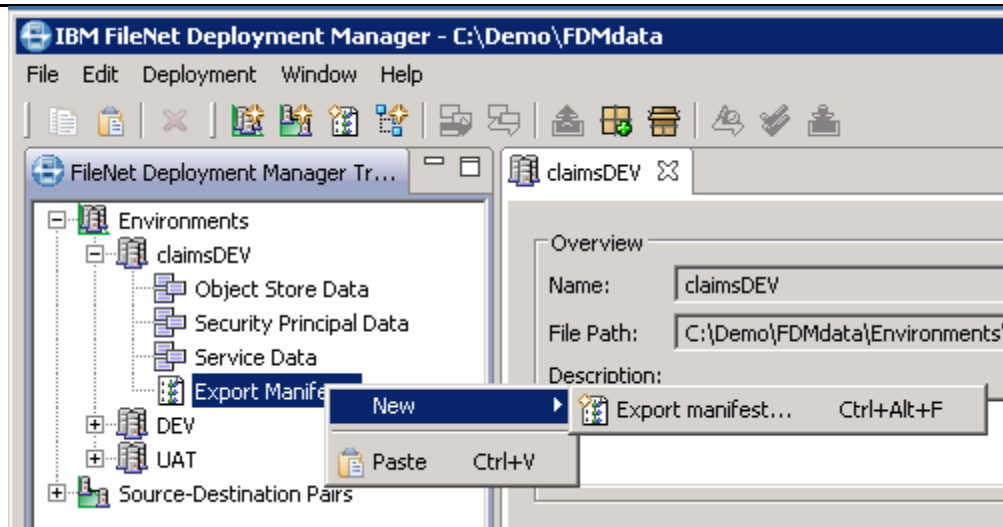 IBM FileNet Deployment Manager - C:\Demo\FDMdata
File Edit Deployment Window Help
FileNet Deployment Manager Tr...
claimsDEV
Environments
claimsDEV
Object Store Data
Security Principal Data
Service Data
Export Manife
DEV
UAT
Source-Destination Pairs
New
Paste Ctrl+V
Export manifest... Ctrl+Alt+F
Overview
Name: claimsDEV
File Path: C:\Demo\FDMdata\Environments\
Description: